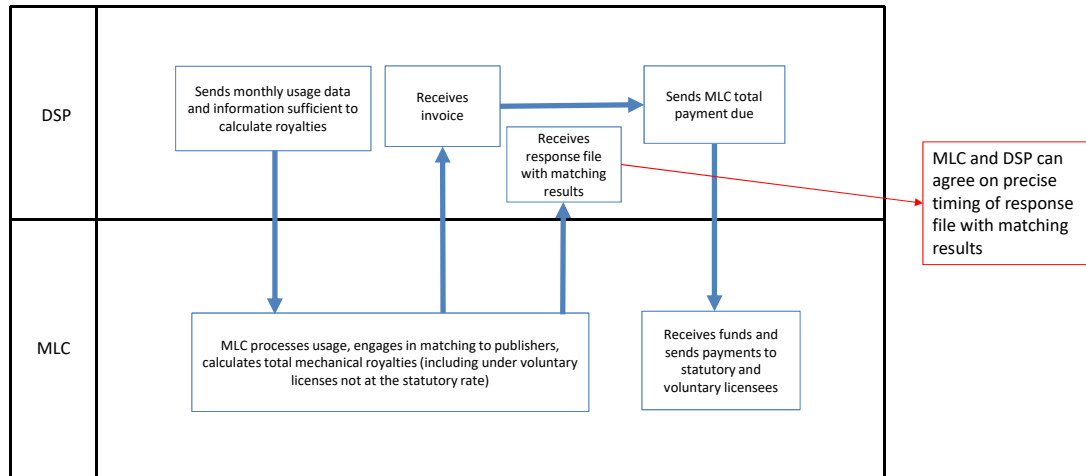 DSP
Sends monthly usage data
and information sufficient to
calculate royalties
Receives
invoice
Sends MLC total
payment due
Receives
response file
with matching
results
MLC and DSP can
agree on precise
timing of response
file with matching
results
MLC
MLC processes usage, engages in matching to publishers,
calculates total mechanical royalties (including under voluntary
licenses not at the statutory rate)
Receives funds and
sends payments to
statutory and
voluntary licensees